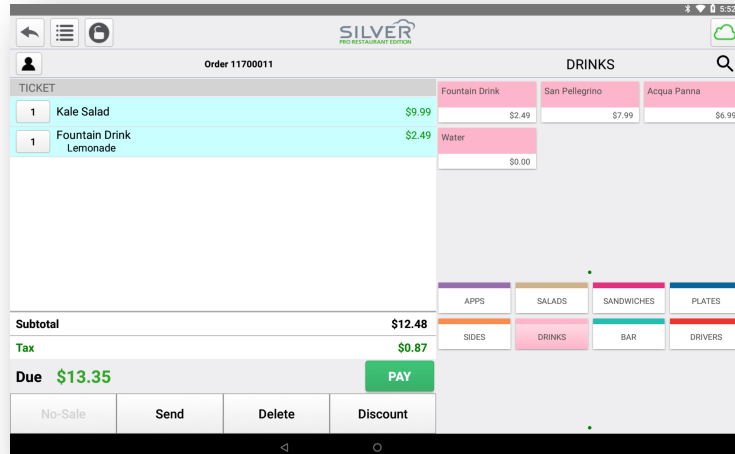 5:52
SILVER
PRO RESTAURANT EDITION
Order 11700011
DRINKS
TICKET
1 Kale Salad $9.99
1 Fountain Drink $2.49
Lemonade
Subtotal $12.48
Tax $0.87
Due $13.35 PAY
No-Sale Send Delete Discount
Fountain Drink San Pellegrino Acqua Panna
$2.49 $7.99 $6.99
Water
$0.00
APPS SALADS SANDWICHES PLATES
SIDES DRINKS BAR DRIVERS